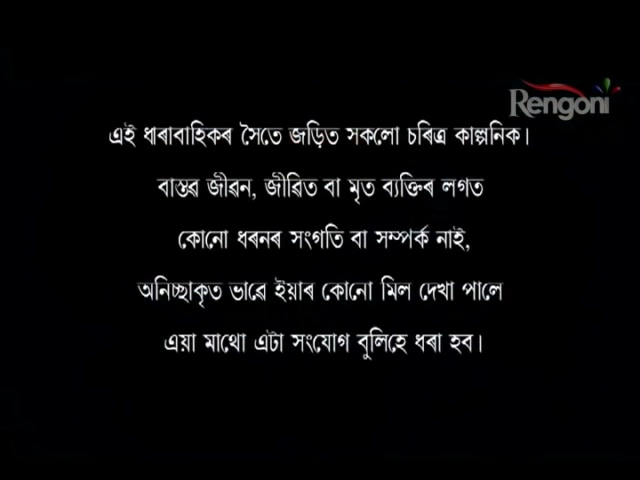 Rengoni
এই ধাৰাবাহিকৰ সৈতে জড়িত সকলো চৰিত্ৰ কাল্পনিক।
বাস্তৱ জীৱন, জীৱিত বা মৃত ব্যক্তিৰ লগত
কোনো ধৰনৰ সংগতি বা সম্পৰ্ক নাই,
অনিচ্ছাকৃত ভাৱে ইয়াৰ কোনো মিল দেখা পালে
এয়া মাথো এটা সংযোগ বুলিহে ধৰা হব।